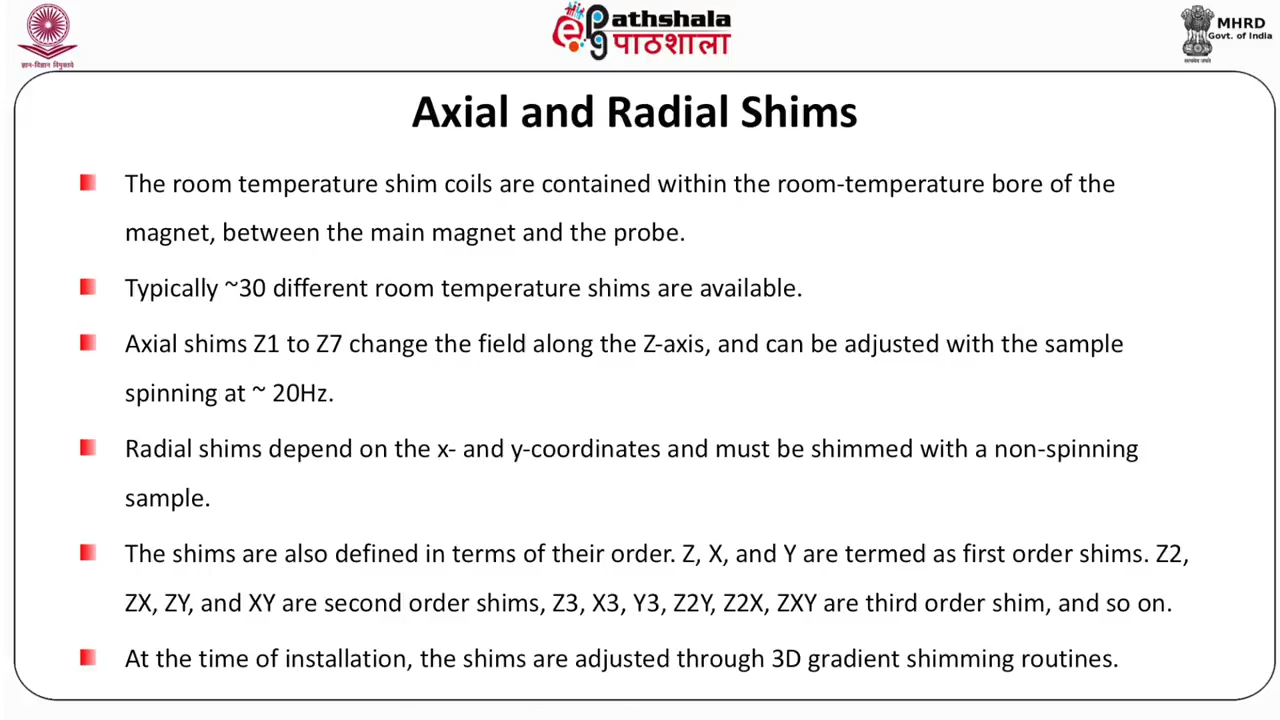 ज्ञान-विज्ञान विमुक्तये
ePathshala
पाठशाला
MHRD
Govt. of India
सत्यमेव जयते
Axial and Radial Shims
The room temperature shim coils are contained within the room-temperature bore of the
magnet, between the main magnet and the probe.
Typically ~30 different room temperature shims are available.
Axial shims Z1 to Z7 change the field along the Z-axis, and can be adjusted with the sample
spinning at ~ 20Hz.
Radial shims depend on the x- and y-coordinates and must be shimmed with a non-spinning
sample.
The shims are also defined in terms of their order. Z, X, and Y are termed as first order shims. Z2,
ZX, ZY, and XY are second order shims, Z3, X3, Y3, Z2Y, Z2X, ZXY are third order shim, and so on.
At the time of installation, the shims are adjusted through 3D gradient shimming routines.